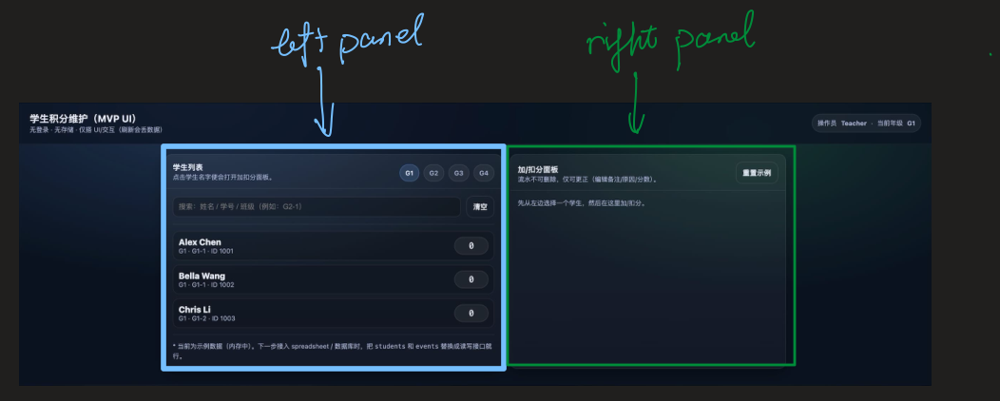 left panel
right panel
学生积分维护（MVP UI）
无登录 · 无存储 · 仅搭 UI/交互（刷新会丢数据）
操作员 Teacher · 当前年级 G1
学生列表
点击学生名字便会打开加扣分面板。
G1 G2 G3 G4
搜索：姓名 / 学号 / 班级（例如：G2-1）
清空
Alex Chen
G1 · G1-1 · ID 1001
0
Bella Wang
G1 · G1-1 · ID 1002
0
Chris Li
G1 · G1-2 · ID 1003
0
* 当前为示例数据（内存中）。下一步接入 spreadsheet / 数据库时，把 students 和 events 替换成读写接口就
行。
加/扣分面板
流水不可删除，仅可更正（编辑备注/原因/分数）。
重置示例
先从左边选择一个学生，然后在这里加/扣分。